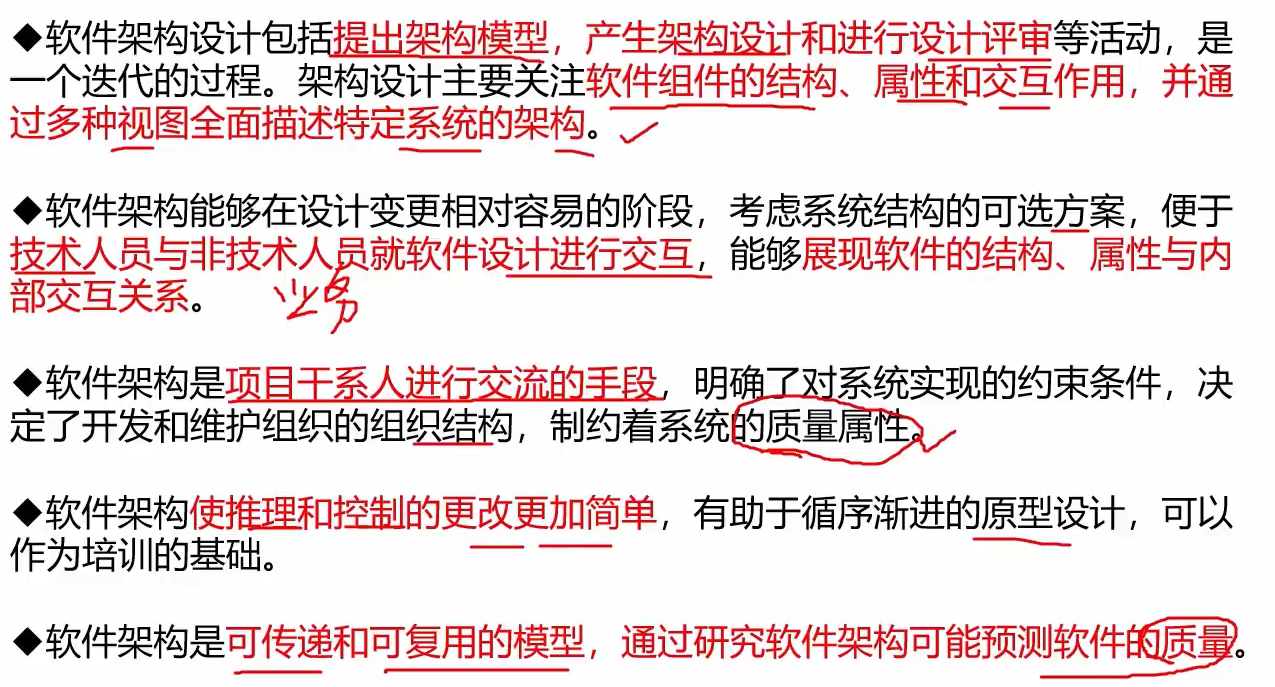 ◆软件架构设计包括提出架构模型，产生架构设计和进行设计评审等活动，是
一个迭代的过程。架构设计主要关注软件组件的结构、属性和交互作用，并通
过多种视图全面描述特定系统的架构。
◆软件架构能够在设计变更相对容易的阶段，考虑系统结构的可选方案，便于
技术人员与非技术人员就软件设计进行交互，能够展现软件的结构、属性与内
部交互关系。
业务
◆软件架构是项目干系人进行交流的手段，明确了对系统实现的约束条件，决
定了开发和维护组织的组织结构，制约着系统的质量属性。
◆软件架构使推理和控制的更改更加简单，有助于循序渐进的原型设计，可以
作为培训的基础。
◆软件架构是可传递和可复用的模型，通过研究软件架构可能预测软件的质量。